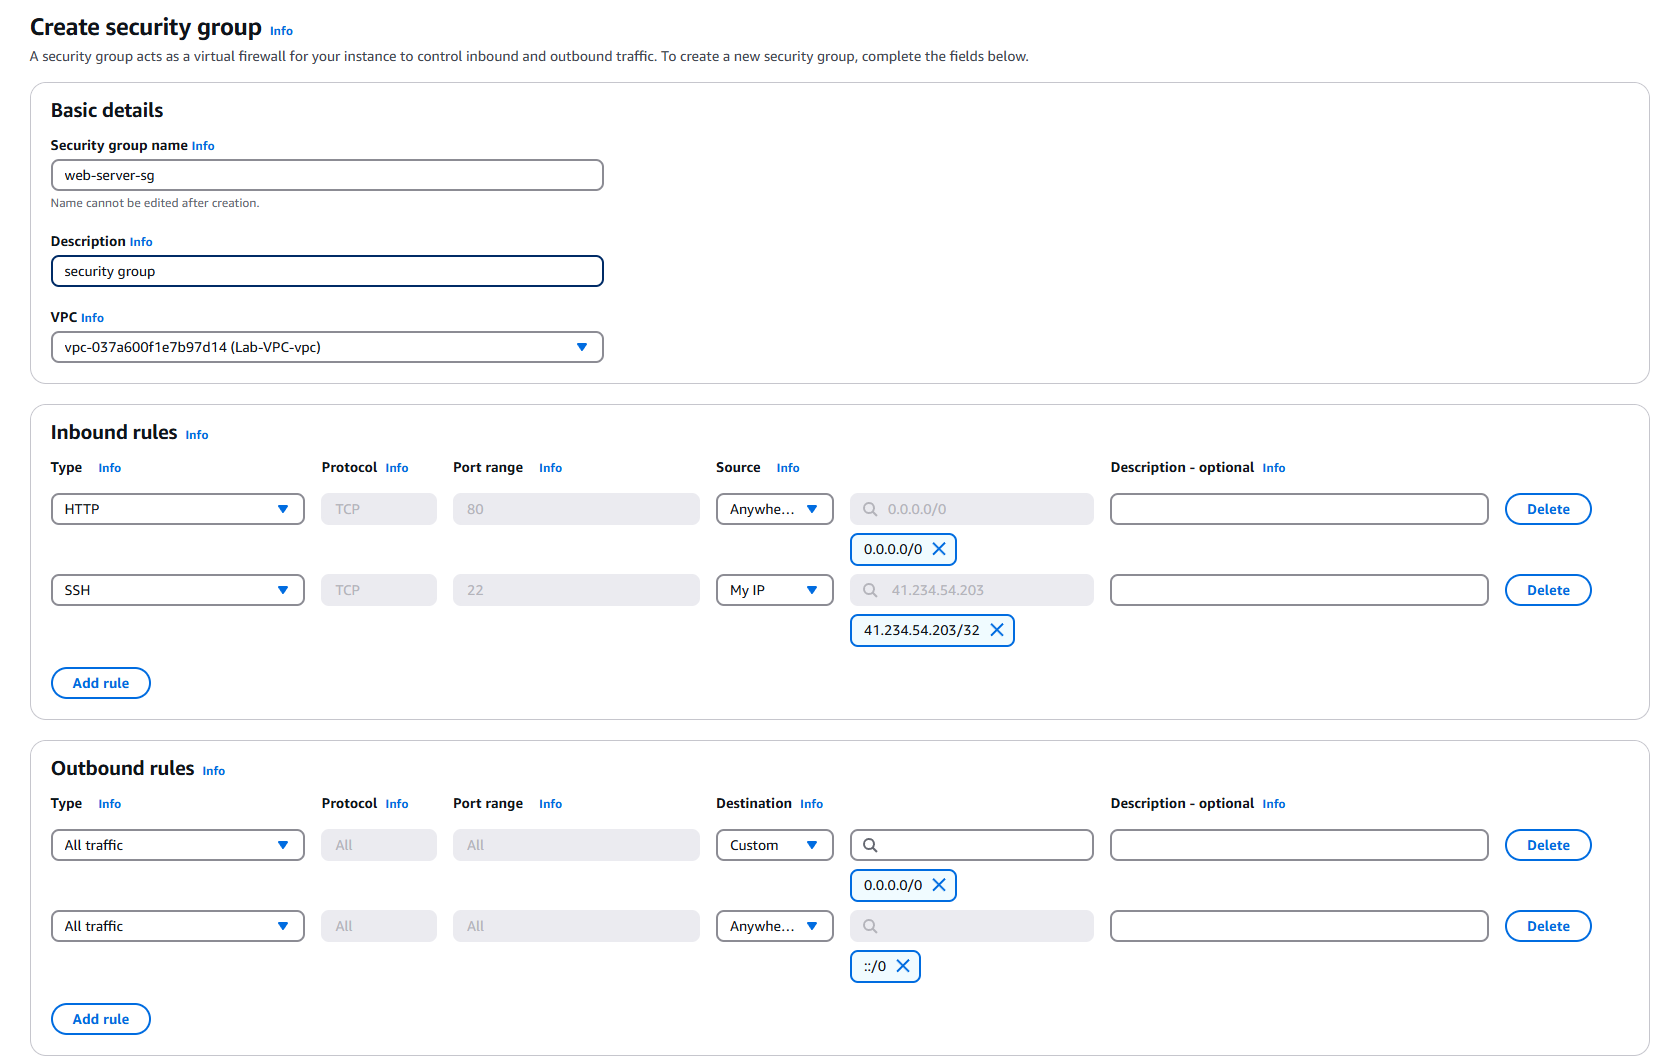 Create security group Info
A security group acts as a virtual firewall for your instance to control inbound and outbound traffic. To create a new security group, complete the fields below.
Basic details
Security group name Info
web-server-sg
Name cannot be edited after creation.
Description Info
security group
VPC Info
vpc-037a600f1e7b97d14 (Lab-VPC-vpc)
Inbound rules Info
Type Info Protocol Info Port range Info Source Info Description - optional Info
HTTP TCP 80 Anywhe... 0.0.0.0/0 Delete
0.0.0.0/0
SSH TCP 22 My IP 41.234.54.203 Delete
41.234.54.203/32
Add rule
Outbound rules Info
Type Info Protocol Info Port range Info Destination Info Description - optional Info
All traffic All All Custom Delete
0.0.0.0/0
All traffic All All Anywhe... Delete
::/0
Add rule